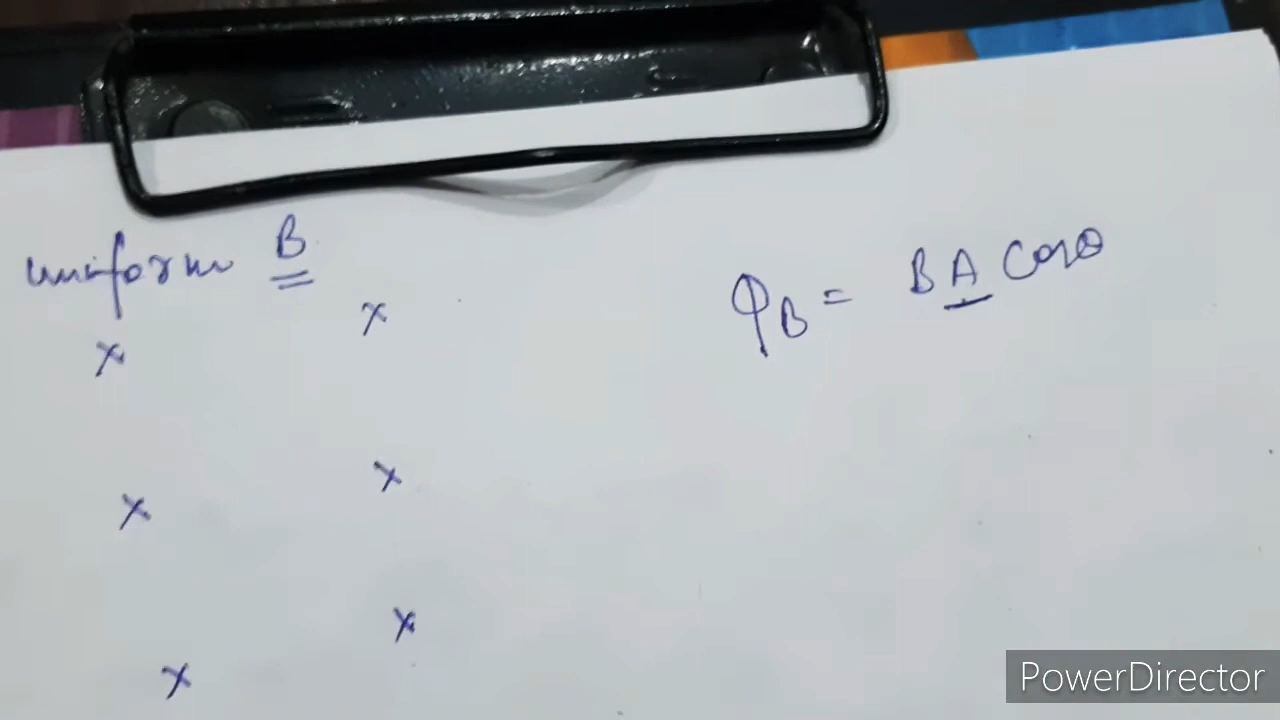 uniform B
φB = BA Cosθ
x x
x x
x x
PowerDirector